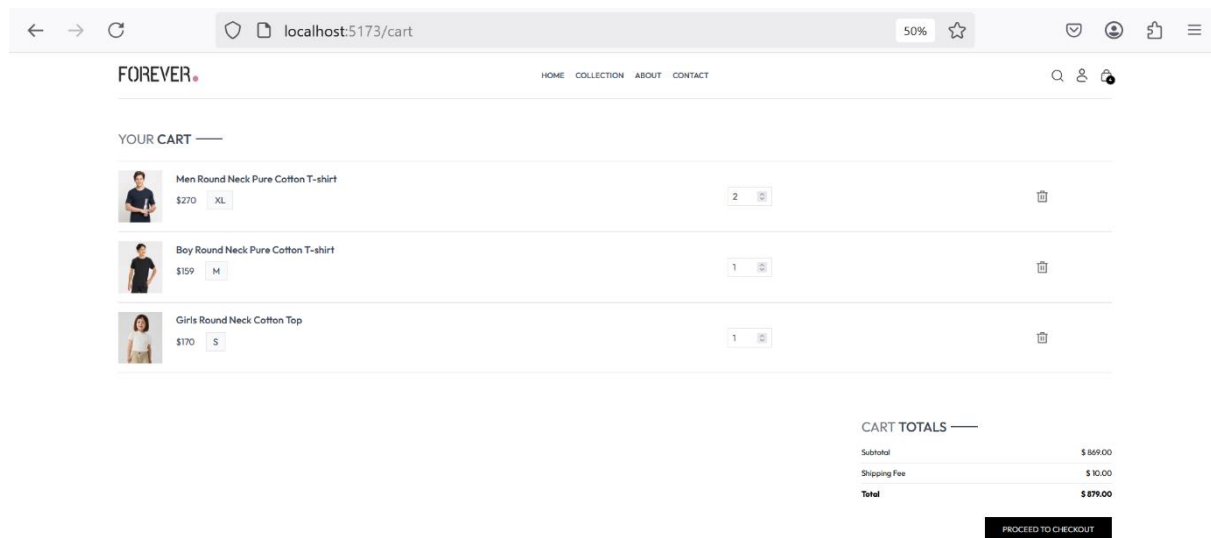 localhost:5173/cart
50%
FOREVER.
HOME COLLECTION ABOUT CONTACT
4
YOUR CART
Men Round Neck Pure Cotton T-shirt
$270 XL
2
Boy Round Neck Pure Cotton T-shirt
$159 M
1
Girls Round Neck Cotton Top
$170 S
1
CART TOTALS
Subtotal $ 869.00
Shipping Fee $ 10.00
Total $ 879.00
PROCEED TO CHECKOUT